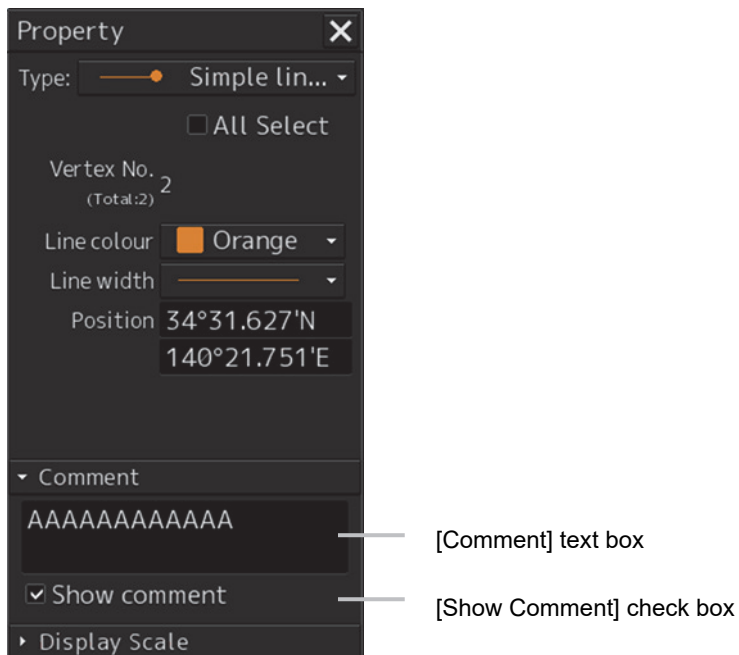 Property
Type: Simple lin...
All Select
Vertex No. 2
(Total:2)
Line colour Orange
Line width
Position 34°31.627'N
140°21.751'E
Comment
AAAAAAAAAAAA
[Comment] text box
Show comment
[Show Comment] check box
Display Scale